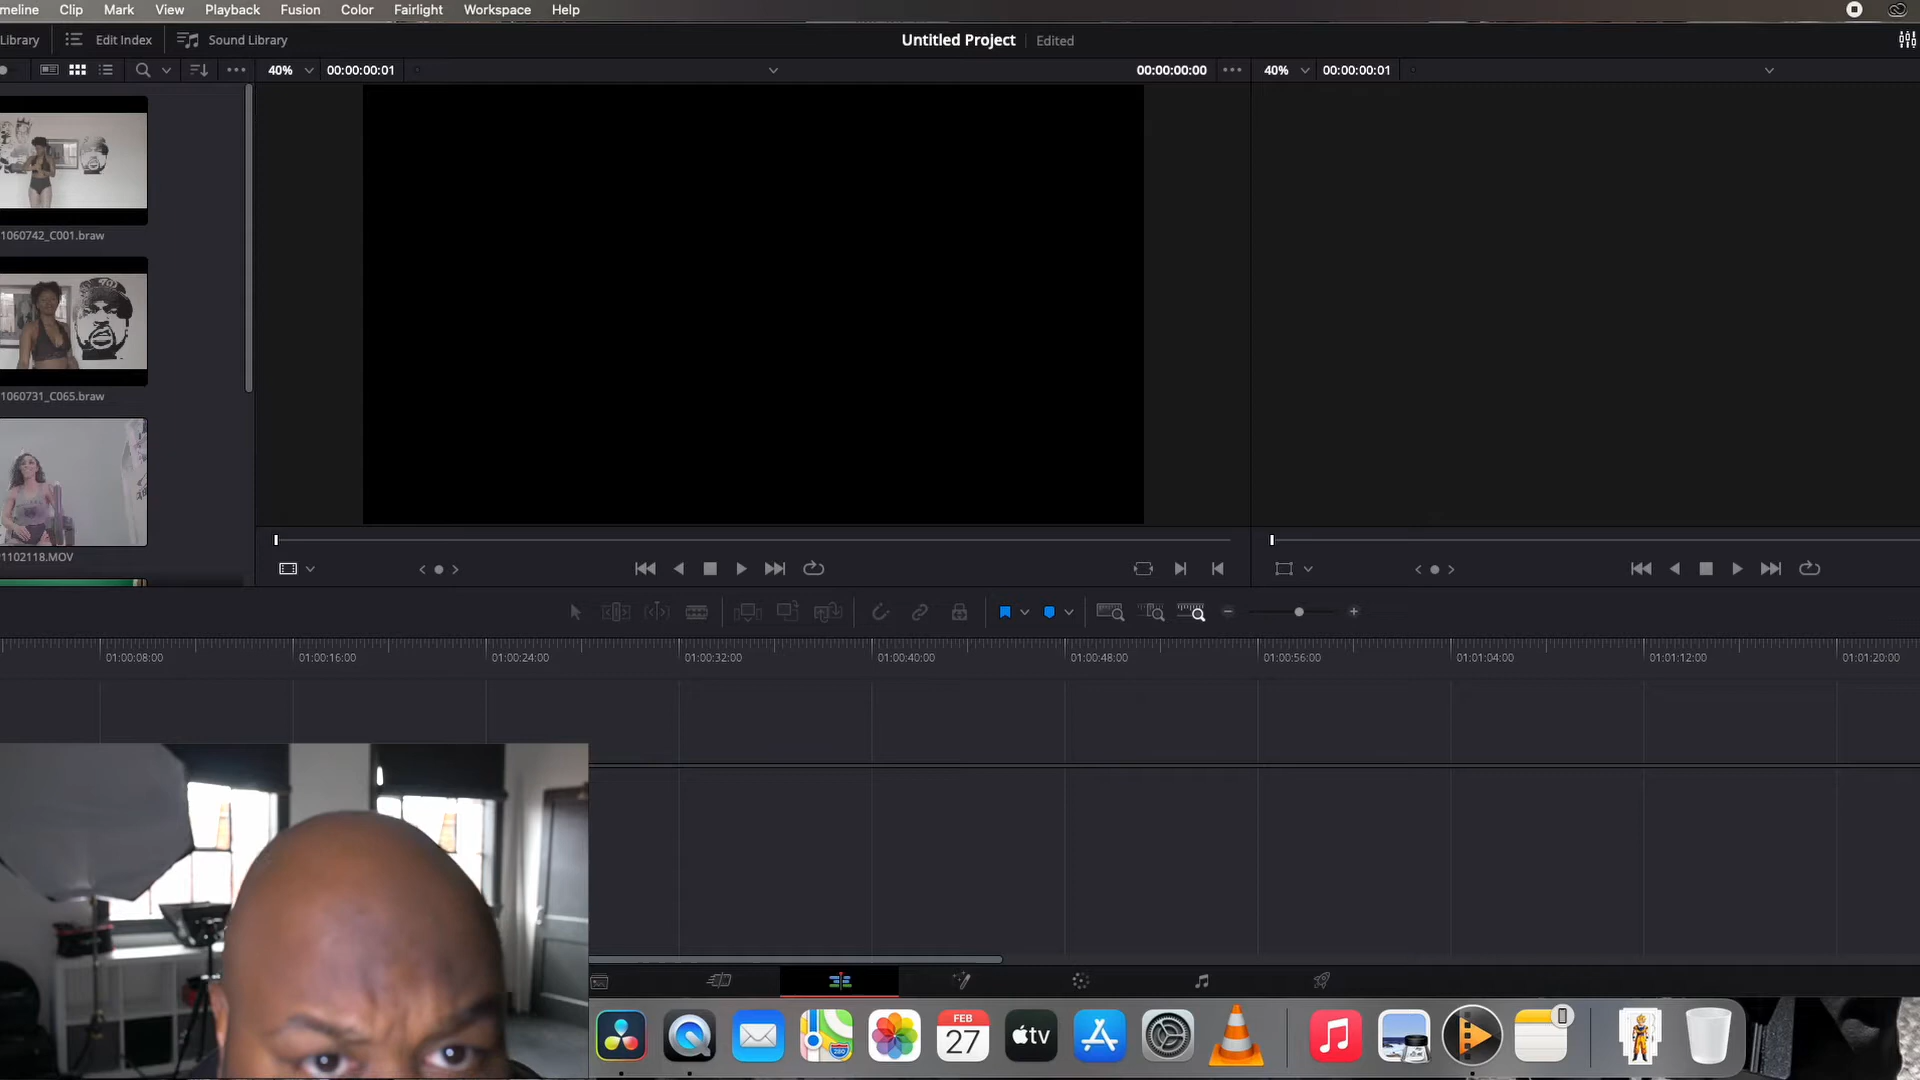 meline Clip Mark View Playback Fusion Color Fairlight Workspace Help
Library Edit Index Sound Library Untitled Project Edited
40% 00:00:00:01 00:00:00:00 40% 00:00:00:01
1060742_C001.braw
1060731_C065.braw
1102118.MOV
01:00:08:00 01:00:16:00 01:00:24:00 01:00:32:00 01:00:40:00 01:00:48:00 01:00:56:00 01:01:04:00 01:01:12:00 01:01:20:00
FEB
27
tv
280